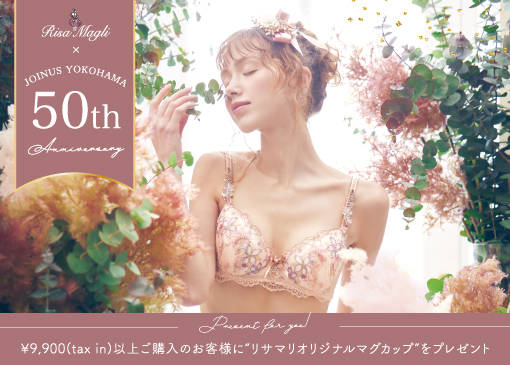 Risa Magli
×
JOINUS YOKOHAMA
50th
Anniversary
Present for you!
¥9,900(tax in)以上ご購入のお客様に“リサマリオリジナルマグカップ”をプレゼント